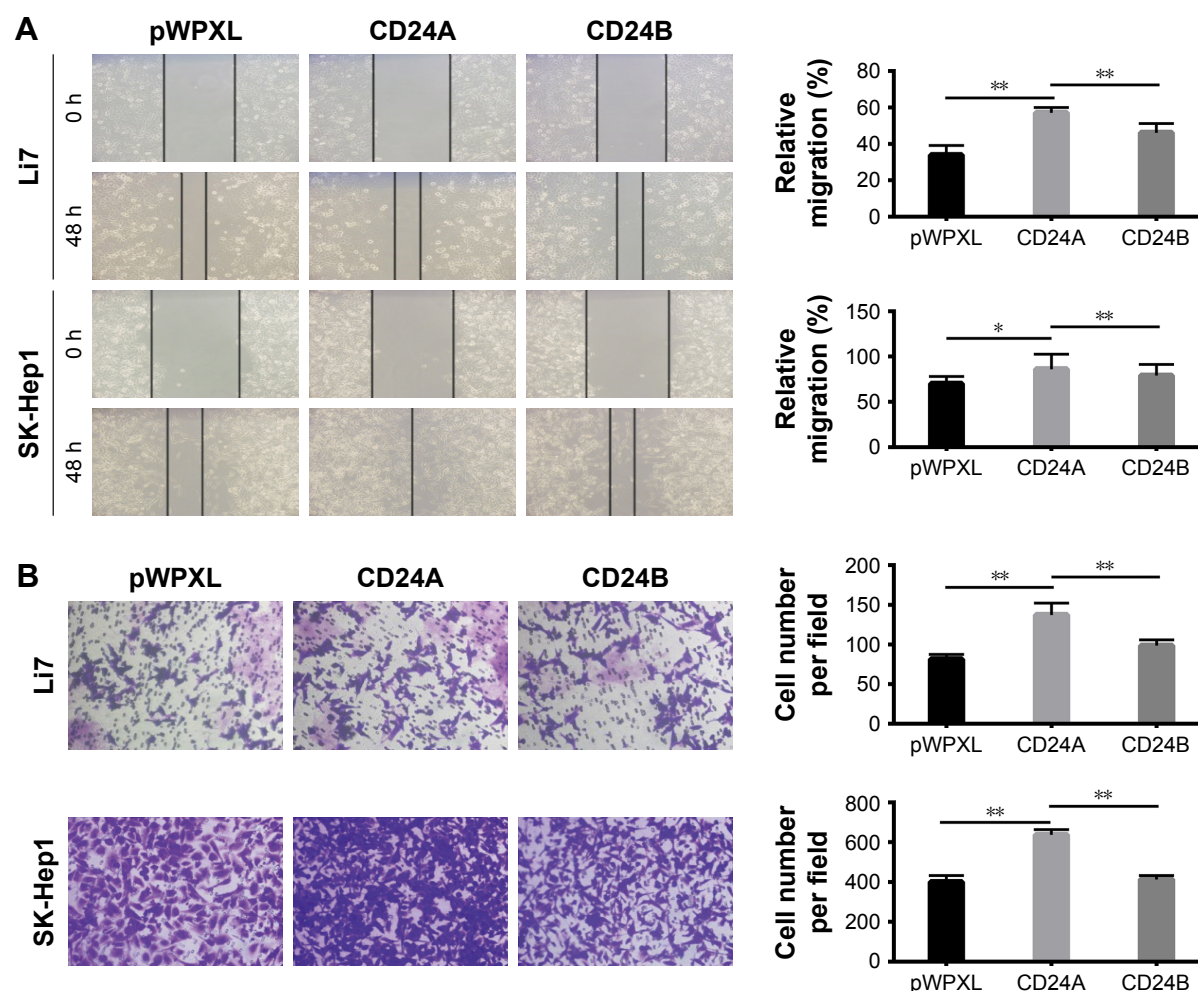 A
pWPXL CD24A CD24B
Li7
0 h
48 h
SK-Hep1
0 h
48 h
Relative
migration (%)
80
60
40
20
0
** **
pWPXL CD24A CD24B
Relative
migration (%)
150
100
50
0
* **
pWPXL CD24A CD24B
B
pWPXL CD24A CD24B
Li7
SK-Hep1
Cell number
per field
200
150
100
50
0
** **
pWPXL CD24A CD24B
Cell number
per field
800
600
400
200
0
** **
pWPXL CD24A CD24B